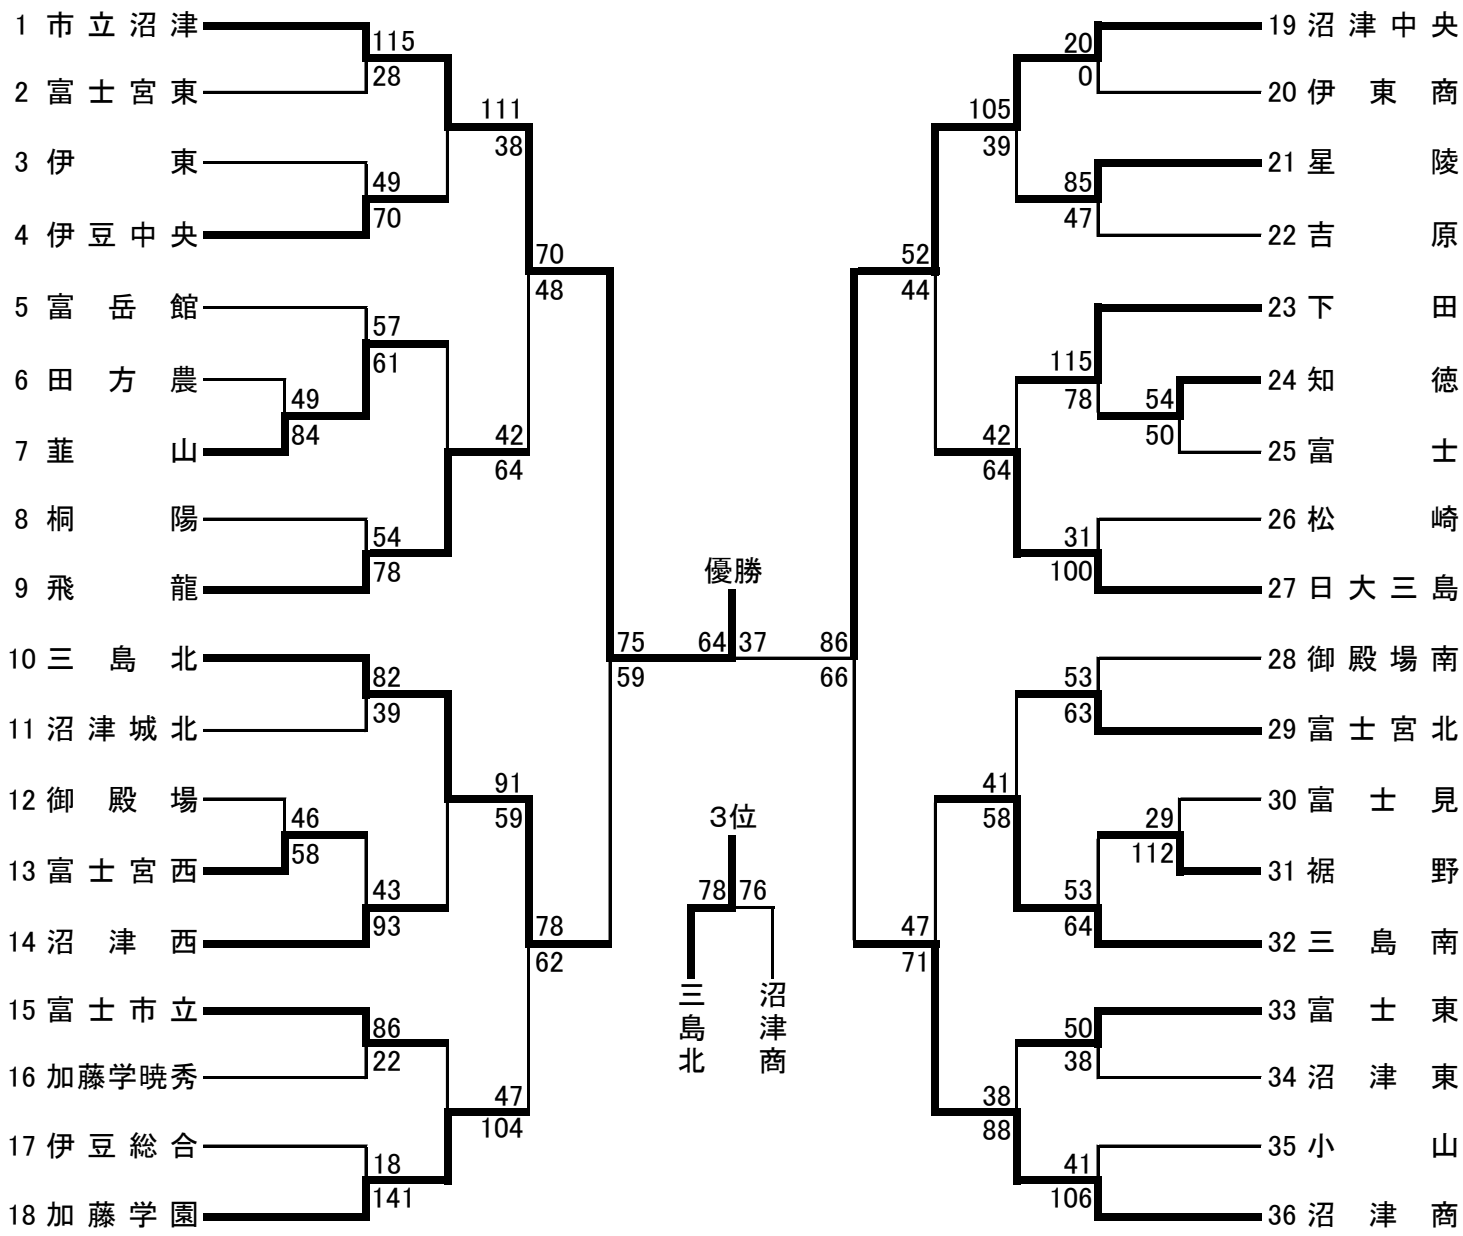 1 市立沼津
115
28
2 富士宮東
111
38
3 伊東
49
70
4 伊豆中央
70
48
5 富岳館
57
61
6 田方農
49
84
7 韮山
42
64
8 桐陽
54
78
9 飛龍
10 三島北
82
39
11 沼津城北
91
59
12 御殿場
46
58
13 富士宮西
43
93
14 沼津西
78
62
15 富士市立
86
22
16 加藤学暁秀
47
104
17 伊豆総合
18
141
18 加藤学園
75
59
優勝
64 37
86
66
3位
78 76
三島北
沼津商
19 沼津中央
20
0
20 伊東商
105
39
21 星陵
85
47
22 吉原
52
44
23 下田
115
78
24 知徳
54
50
25 富士
42
64
26 松崎
31
100
27 日大三島
28 御殿場南
53
63
29 富士宮北
41
58
30 富士見
29
112
31 裾野
53
64
32 三島南
47
71
33 富士東
50
38
34 沼津東
38
88
35 小山
41
106
36 沼津商